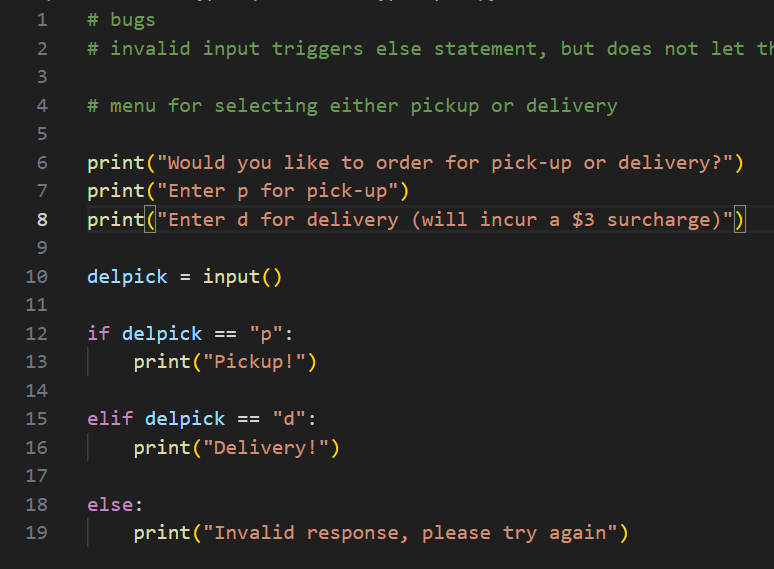 1 # bugs
2 # invalid input triggers else statement, but does not let
3
4 # menu for selecting either pickup or delivery
5
6 print("Would you like to order for pick-up or delivery?")
7 print("Enter p for pick-up")
8 print("Enter d for delivery (will incur a $3 surcharge)")
9
10 delpick = input()
11
12 if delpick == "p":
13     print("Pickup!")
14
15 elif delpick == "d":
16     print("Delivery!")
17
18 else:
19     print("Invalid response, please try again")